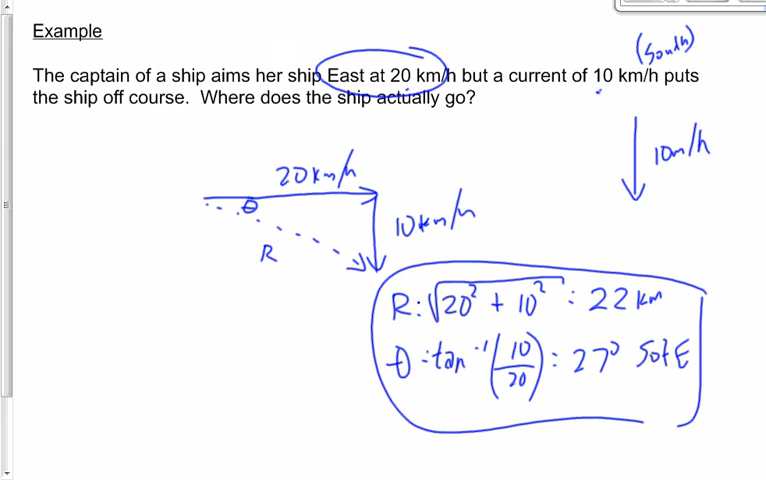 Example
(South)
The captain of a ship aims her ship East at 20 km/h but a current of 10 km/h puts
the ship off course. Where does the ship actually go?
10m/h
20km/h
θ
10km/h
R
R:√20² + 10² : 22 km
θ:tan⁻¹(10/20): 27° S of E